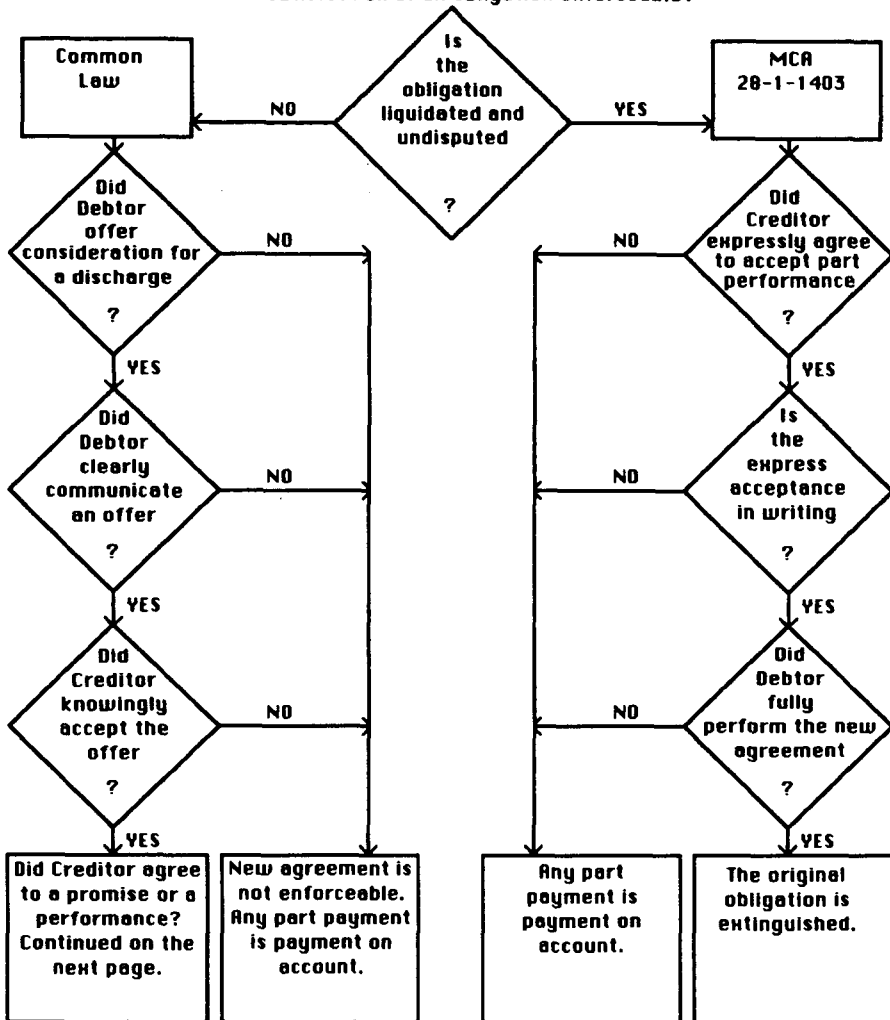 satisfaction of an obligation enforceable?
Common
Law
NO
Is
the
obligation
liquidated and
undisputed
?
YES
MCA
28-1-1403
Did
Debtor
offer
consideration for
a discharge
?
NO
YES
NO
Did
Creditor
expressly agree
to accept part
performance
?
YES
Did
Debtor
clearly
communicate
an offer
?
NO
YES
NO
Is
the
express
acceptance
in writing
?
YES
Did
Creditor
knowingly
accept the
offer
?
NO
YES
NO
Did
Debtor
fully
perform the new
agreement
?
YES
Did Creditor agree
to a promise or a
performance?
Continued on the
next page.
New agreement is
not enforceable.
Any part payment
is payment on
account.
Any part
payment is
payment on
account.
The original
obligation is
extinguished.